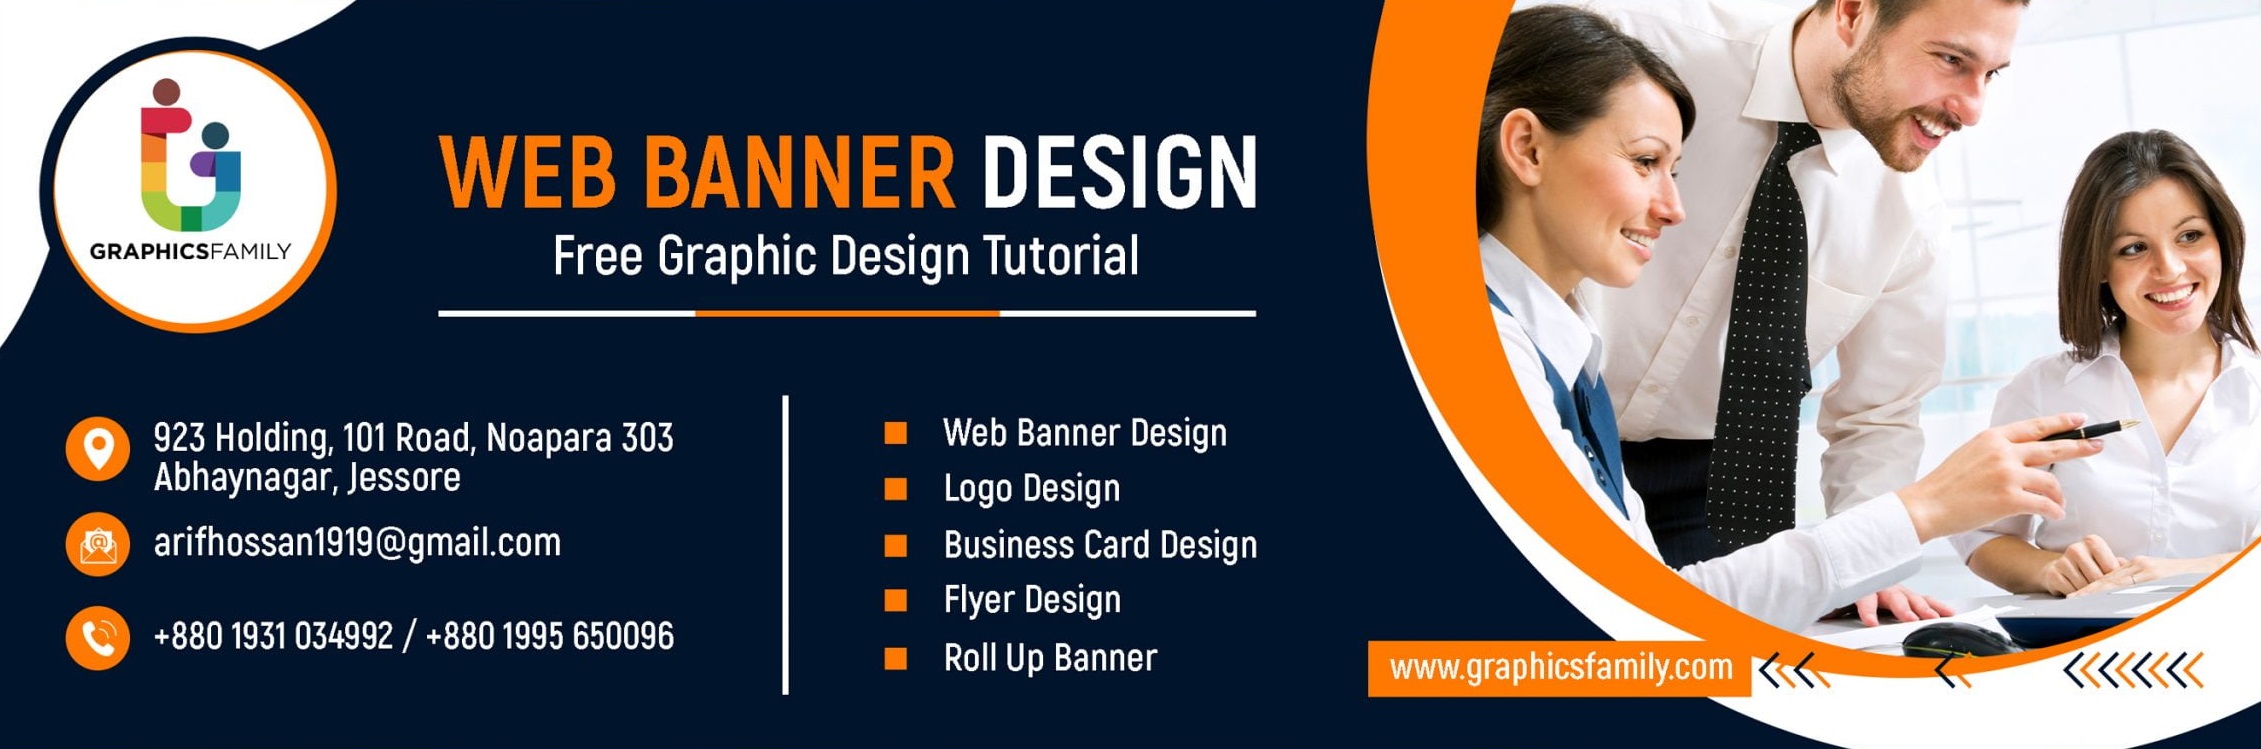 GRAPHICSFAMILY
WEB BANNER DESIGN
Free Graphic Design Tutorial
923 Holding, 101 Road, Noapara 303
Abhaynagar, Jessore
arifhossan1919@gmail.com
+880 1931 034992 / +880 1995 650096
Web Banner Design
Logo Design
Business Card Design
Flyer Design
Roll Up Banner
www.graphicsfamily.com